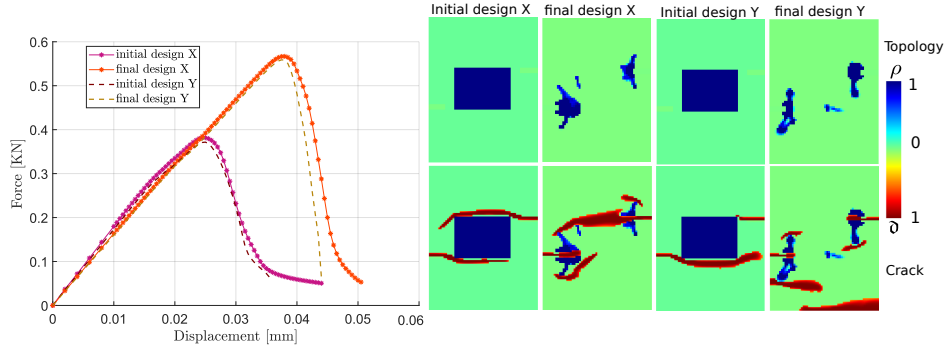 Initial design X final design X Initial design Y final design Y
0.6
0.5
0.4
0.3
0.2
0.1
0
Force [KN]
initial design X
final design X
initial design Y
final design Y
0 0.01 0.02 0.03 0.04 0.05 0.06
Displacement [mm]
Topology
ρ
1
0
1
𝔡
Crack